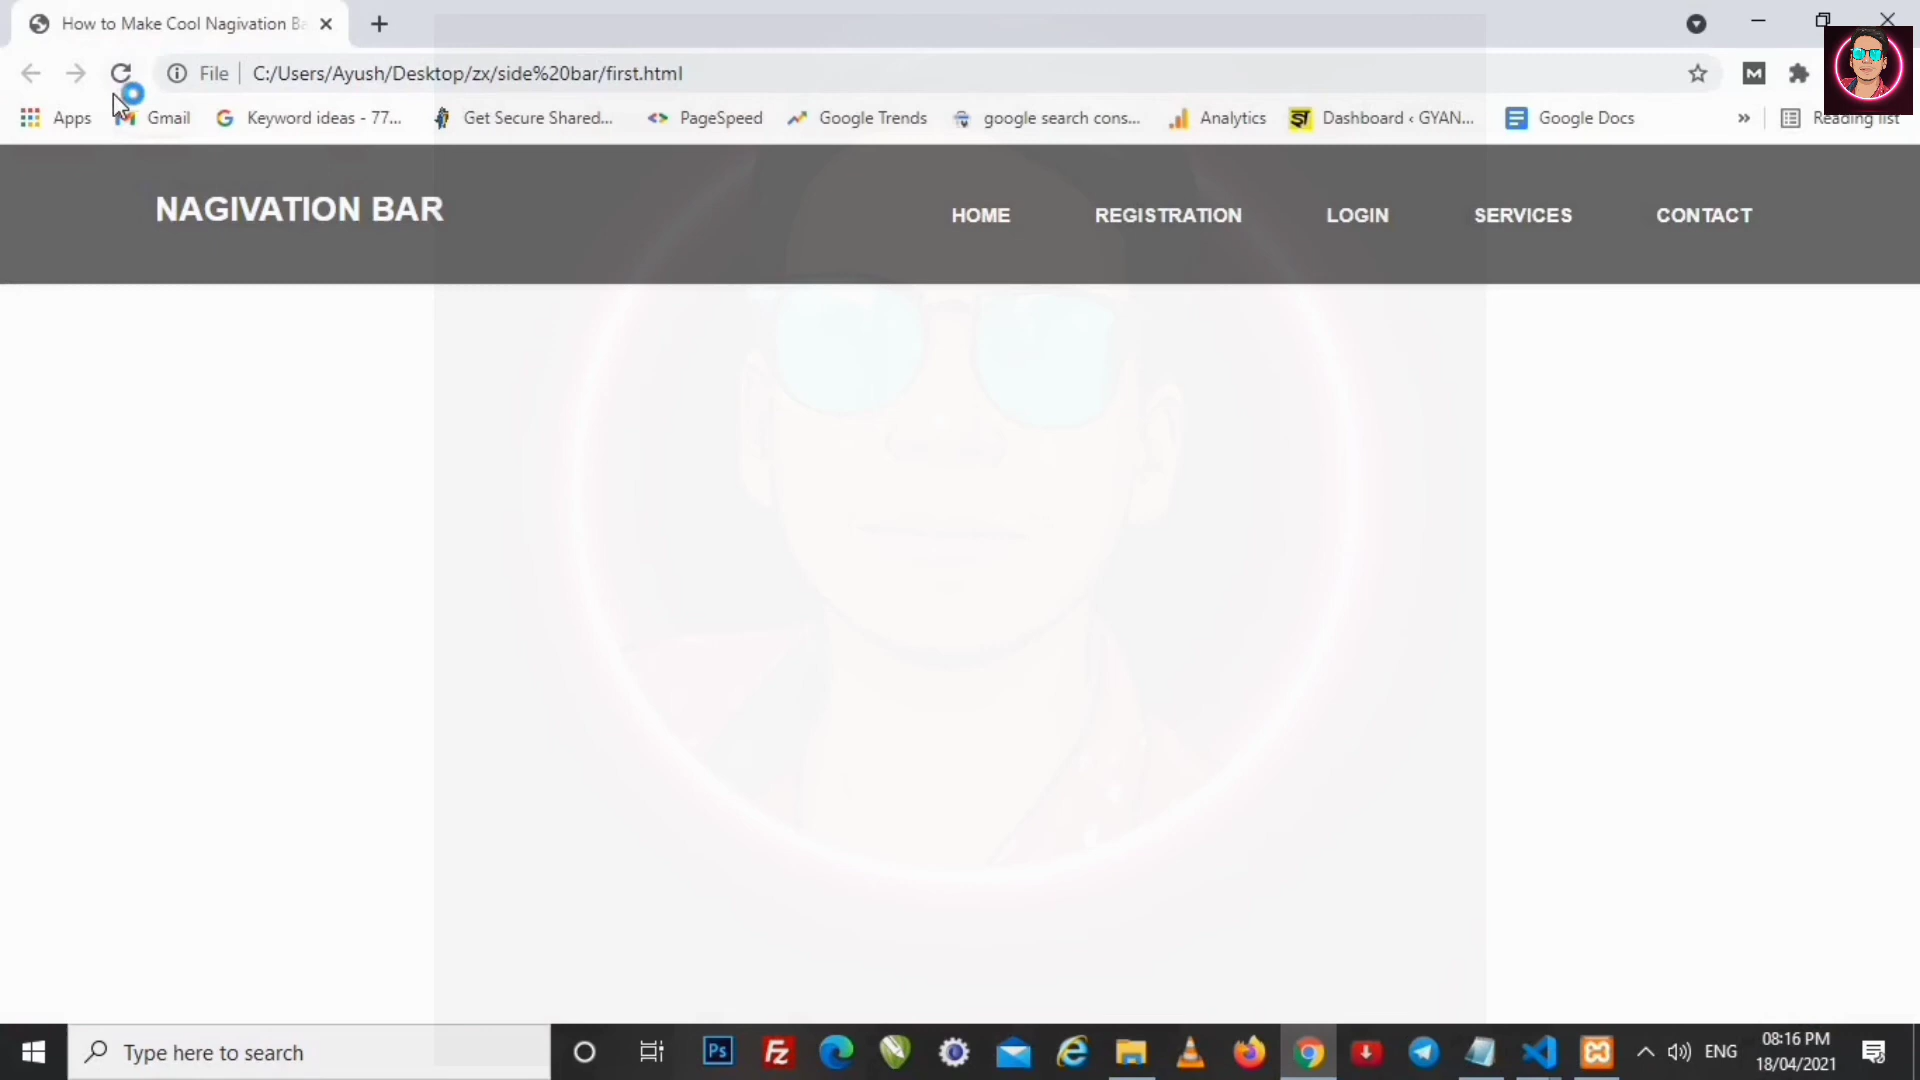 How to Make Cool Nagivation Ba
File C:/Users/Ayush/Desktop/zx/side%20bar/first.html
M
Apps Gmail Keyword ideas - 77... Get Secure Shared... PageSpeed Google Trends google search cons... Analytics Dashboard ‹ GYAN... Google Docs » Reading list
NAGIVATION BAR HOME REGISTRATION LOGIN SERVICES CONTACT
Type here to search
Ps
Fz
ENG
08:16 PM
18/04/2021